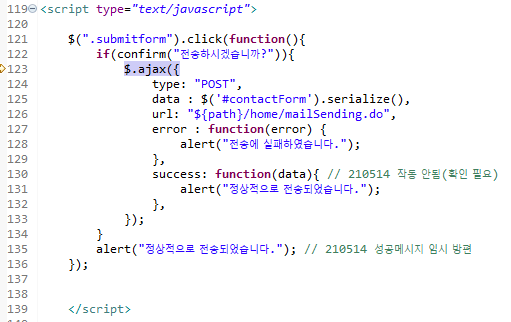 119 <script type="text/javascript">
120
121 $(".submitform").click(function(){
122 if(confirm("전송하시겠습니까?")){
123 $.ajax({
124 type: "POST",
125 data : $('#contactForm').serialize(),
126 url: "${path}/home/mailSending.do",
127 error : function(error) {
128 alert("전송에 실패하였습니다.");
129 },
130 success: function(data){ // 210514 작동 안됨(확인 필요)
131 alert("정상적으로 전송되었습니다.");
132 },
133 });
134 }
135 alert("정상적으로 전송되었습니다."); // 210514 성공메시지 임시 방편
136 });
137
138
139 </script>